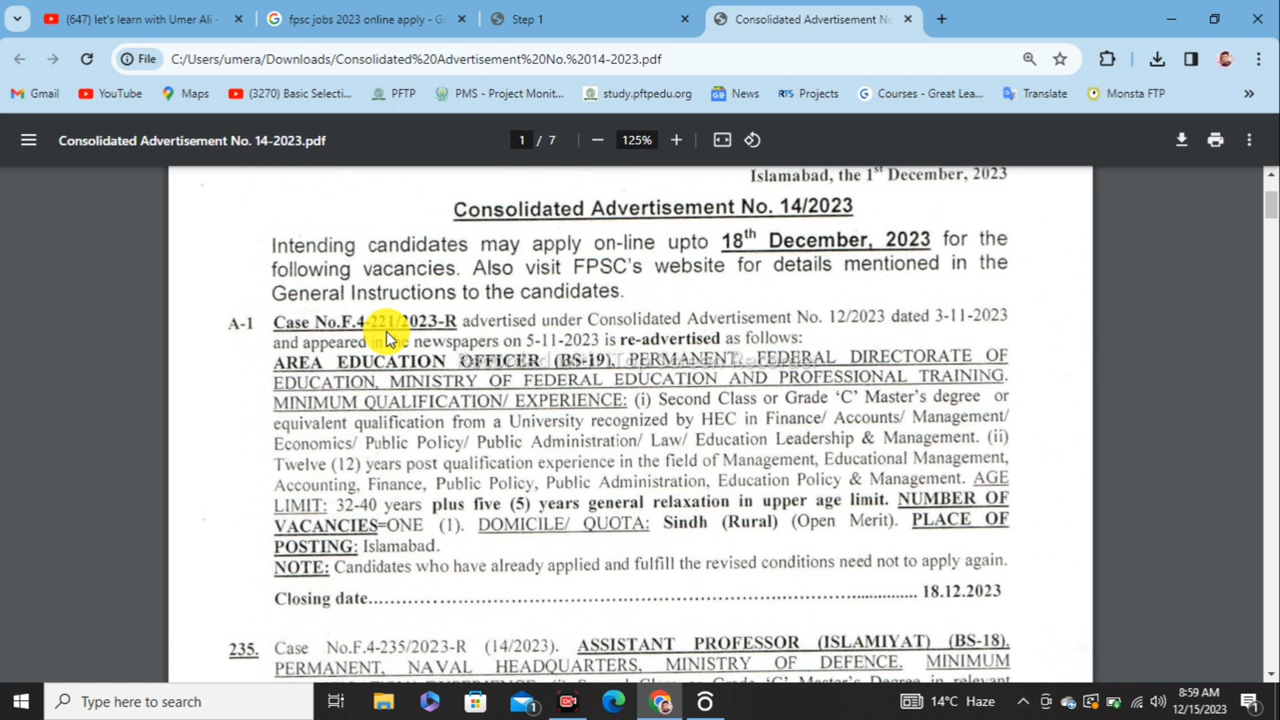 (647) let's learn with Umer Ali -
fpsc jobs 2023 online apply - G
Step 1
Consolidated Advertisement No
File
C:/Users/umera/Downloads/Consolidated%20Advertisement%20No.%2014-2023.pdf
Gmail
YouTube
Maps
(3270) Basic Selecti...
PFTP
PMS - Project Monit...
study.pftpedu.org
News
RTS Projects
Courses - Great Lea...
Translate
Monsta FTP
»
Consolidated Advertisement No. 14-2023.pdf
1 / 7
125%
Islamabad, the 1st December, 2023
Consolidated Advertisement No. 14/2023
Intending candidates may apply on-line upto 18th December, 2023 for the
following vacancies. Also visit FPSC's website for details mentioned in the
General Instructions to the candidates.
A-1 Case No.F.4-221/2023-R advertised under Consolidated Advertisement No. 12/2023 dated 3-11-2023
and appeared in the newspapers on 5-11-2023 is re-advertised as follows:
AREA EDUCATION OFFICER (BS-19), PERMANENT, FEDERAL DIRECTORATE OF
EDUCATION, MINISTRY OF FEDERAL EDUCATION AND PROFESSIONAL TRAINING.
MINIMUM QUALIFICATION/ EXPERIENCE: (i) Second Class or Grade 'C' Master's degree or
equivalent qualification from a University recognized by HEC in Finance/ Accounts/ Management/
Economics/ Public Policy/ Public Administration/ Law/ Education Leadership & Management. (ii)
Twelve (12) years post qualification experience in the field of Management, Educational Management,
Accounting, Finance, Public Policy, Public Administration, Education Policy & Management. AGE
LIMIT: 32-40 years plus five (5) years general relaxation in upper age limit. NUMBER OF
VACANCIES=ONE (1). DOMICILE/ QUOTA: Sindh (Rural) (Open Merit). PLACE OF
POSTING: Islamabad.
NOTE: Candidates who have already applied and fulfill the revised conditions need not to apply again.
Closing date.................................................................................. 18.12.2023
235. Case No.F.4-235/2023-R (14/2023). ASSISTANT PROFESSOR (ISLAMIYAT) (BS-18),
PERMANENT, NAVAL HEADQUARTERS, MINISTRY OF DEFENCE. MINIMUM
Type here to search
1
14°C Haze
8:59 AM
12/15/2023
1